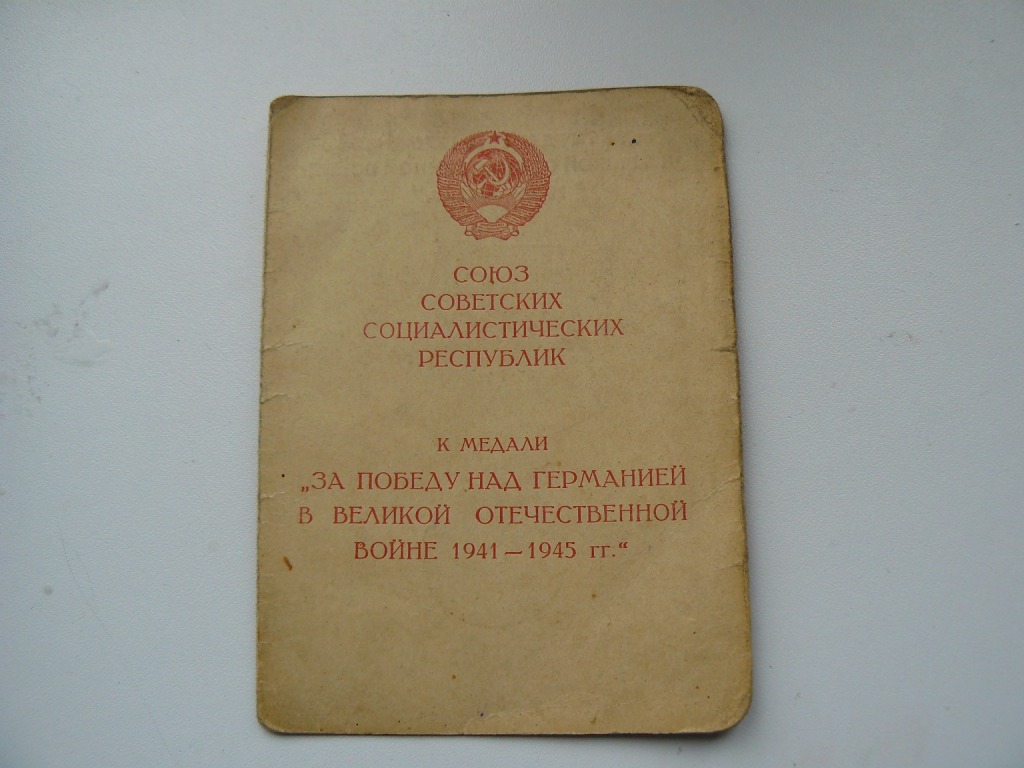 СОЮЗ
СОВЕТСКИХ
СОЦИАЛИСТИЧЕСКИХ
РЕСПУБЛИК
К МЕДАЛИ
„ЗА ПОБЕДУ НАД ГЕРМАНИЕЙ
В ВЕЛИКОЙ ОТЕЧЕСТВЕННОЙ
ВОЙНЕ 1941—1945 гг.“